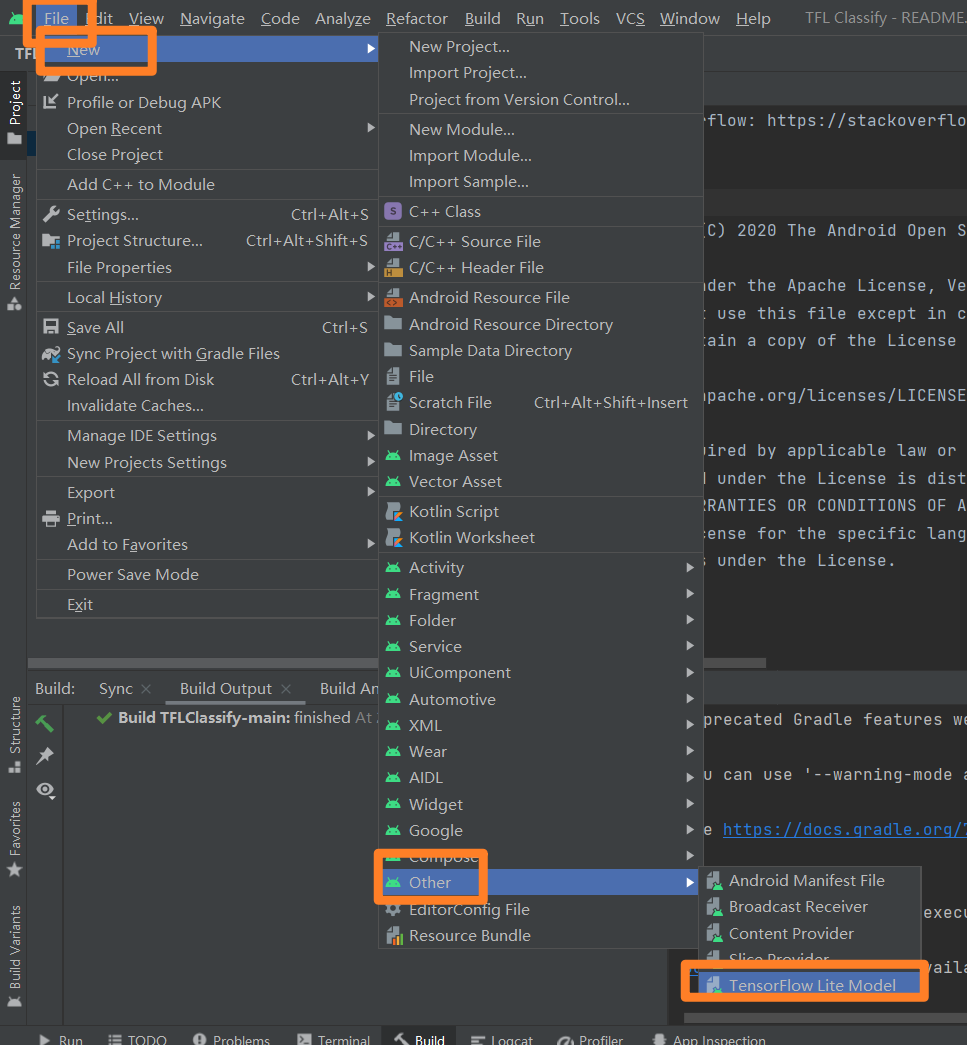 File Edit View Navigate Code Analyze Refactor Build Run Tools VCS Window Help TFL Classify - README.
TFL
New
Open...
Profile or Debug APK
Open Recent
Close Project
Add C++ to Module
Settings... Ctrl+Alt+S
Project Structure... Ctrl+Alt+Shift+S
File Properties
Local History
Save All Ctrl+S
Sync Project with Gradle Files
Reload All from Disk Ctrl+Alt+Y
Invalidate Caches...
Manage IDE Settings
New Projects Settings
Export
Print...
Add to Favorites
Power Save Mode
Exit
New Project...
Import Project...
Project from Version Control...
New Module...
Import Module...
Import Sample...
C++ Class
C/C++ Source File
C/C++ Header File
Android Resource File
Android Resource Directory
Sample Data Directory
File
Scratch File Ctrl+Alt+Shift+Insert
Directory
Image Asset
Vector Asset
Kotlin Script
Kotlin Worksheet
Activity
Fragment
Folder
Service
UiComponent
Automotive
XML
Wear
AIDL
Widget
Google
Compose
Other
EditorConfig File
Resource Bundle
Android Manifest File
Broadcast Receiver
Content Provider
Slice Provider
TensorFlow Lite Model
rflow: https://stackoverflo
(C) 2020 The Android Open S
der the Apache License, Ve
t use this file except in c
tain a copy of the License
pache.org/licenses/LICENSE
ired by applicable law or
d under the License is dist
RRANTIES OR CONDITIONS OF A
cense for the specific lang
s under the License.
Project
Resource Manager
Structure
Favorites
Build Variants
Build: Sync Build Output Build An
Build TFLClassify-main: finished At
precated Gradle features we
u can use '--warning-mode a
e https://docs.gradle.org/7
execu
vaila
Run TODO Problems Terminal Build Logcat Profiler App Inspection